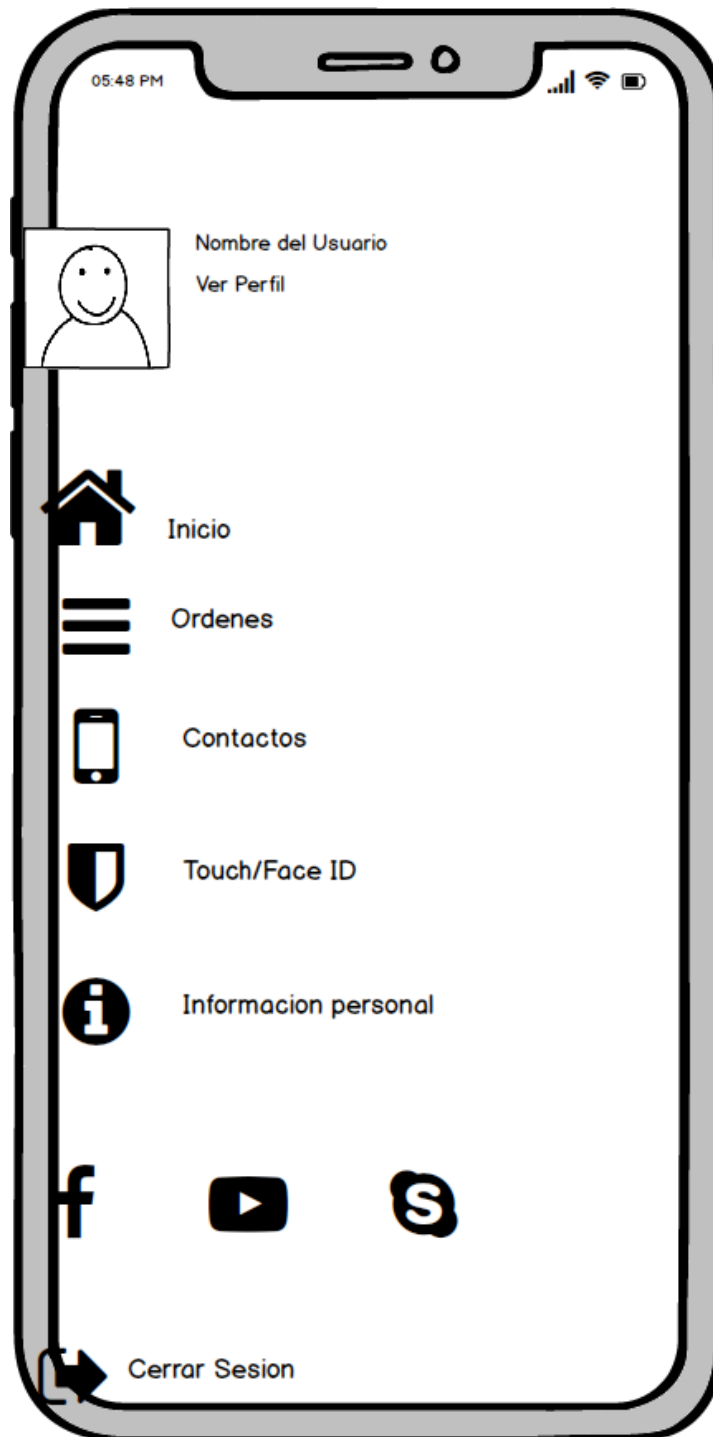 05:48 PM
Nombre del Usuario
Ver Perfil
Inicio
Ordenes
Contactos
Touch/Face ID
Informacion personal
Cerrar Sesion